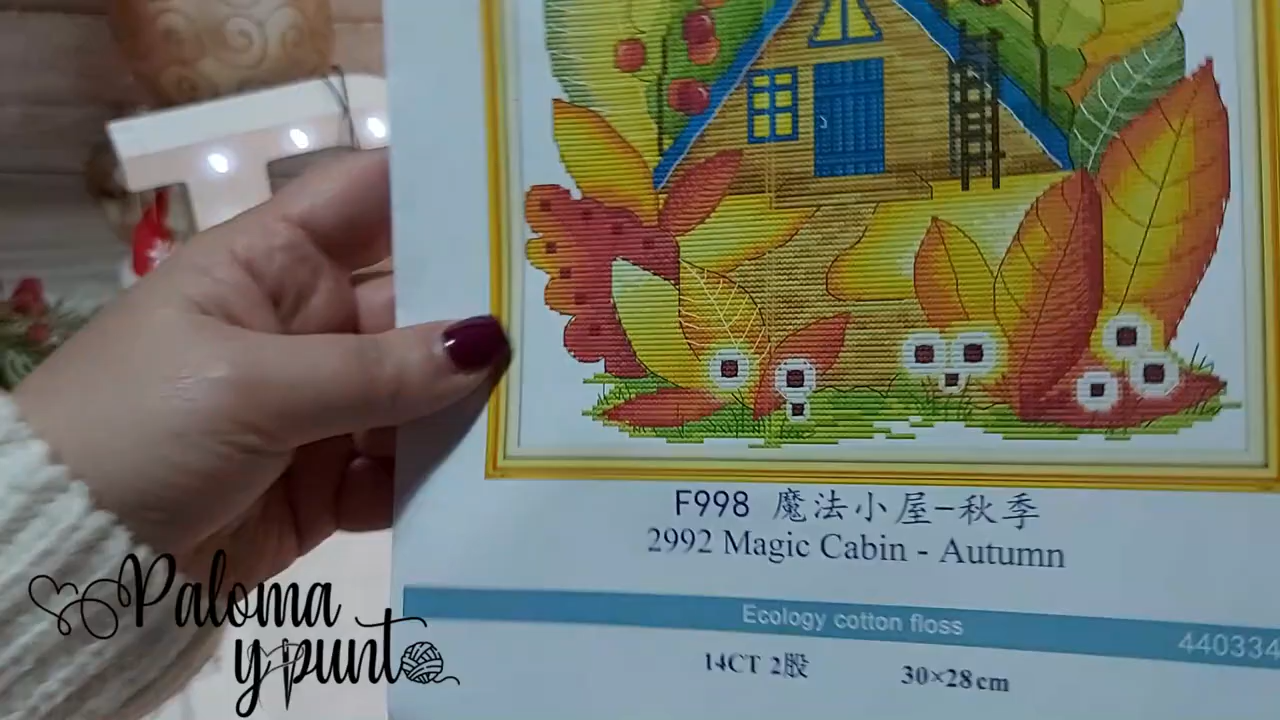 F998 魔法小屋-秋季
2992 Magic Cabin - Autumn
Ecology cotton floss
440334
14CT 2股 30×28cm
Paloma
y punto